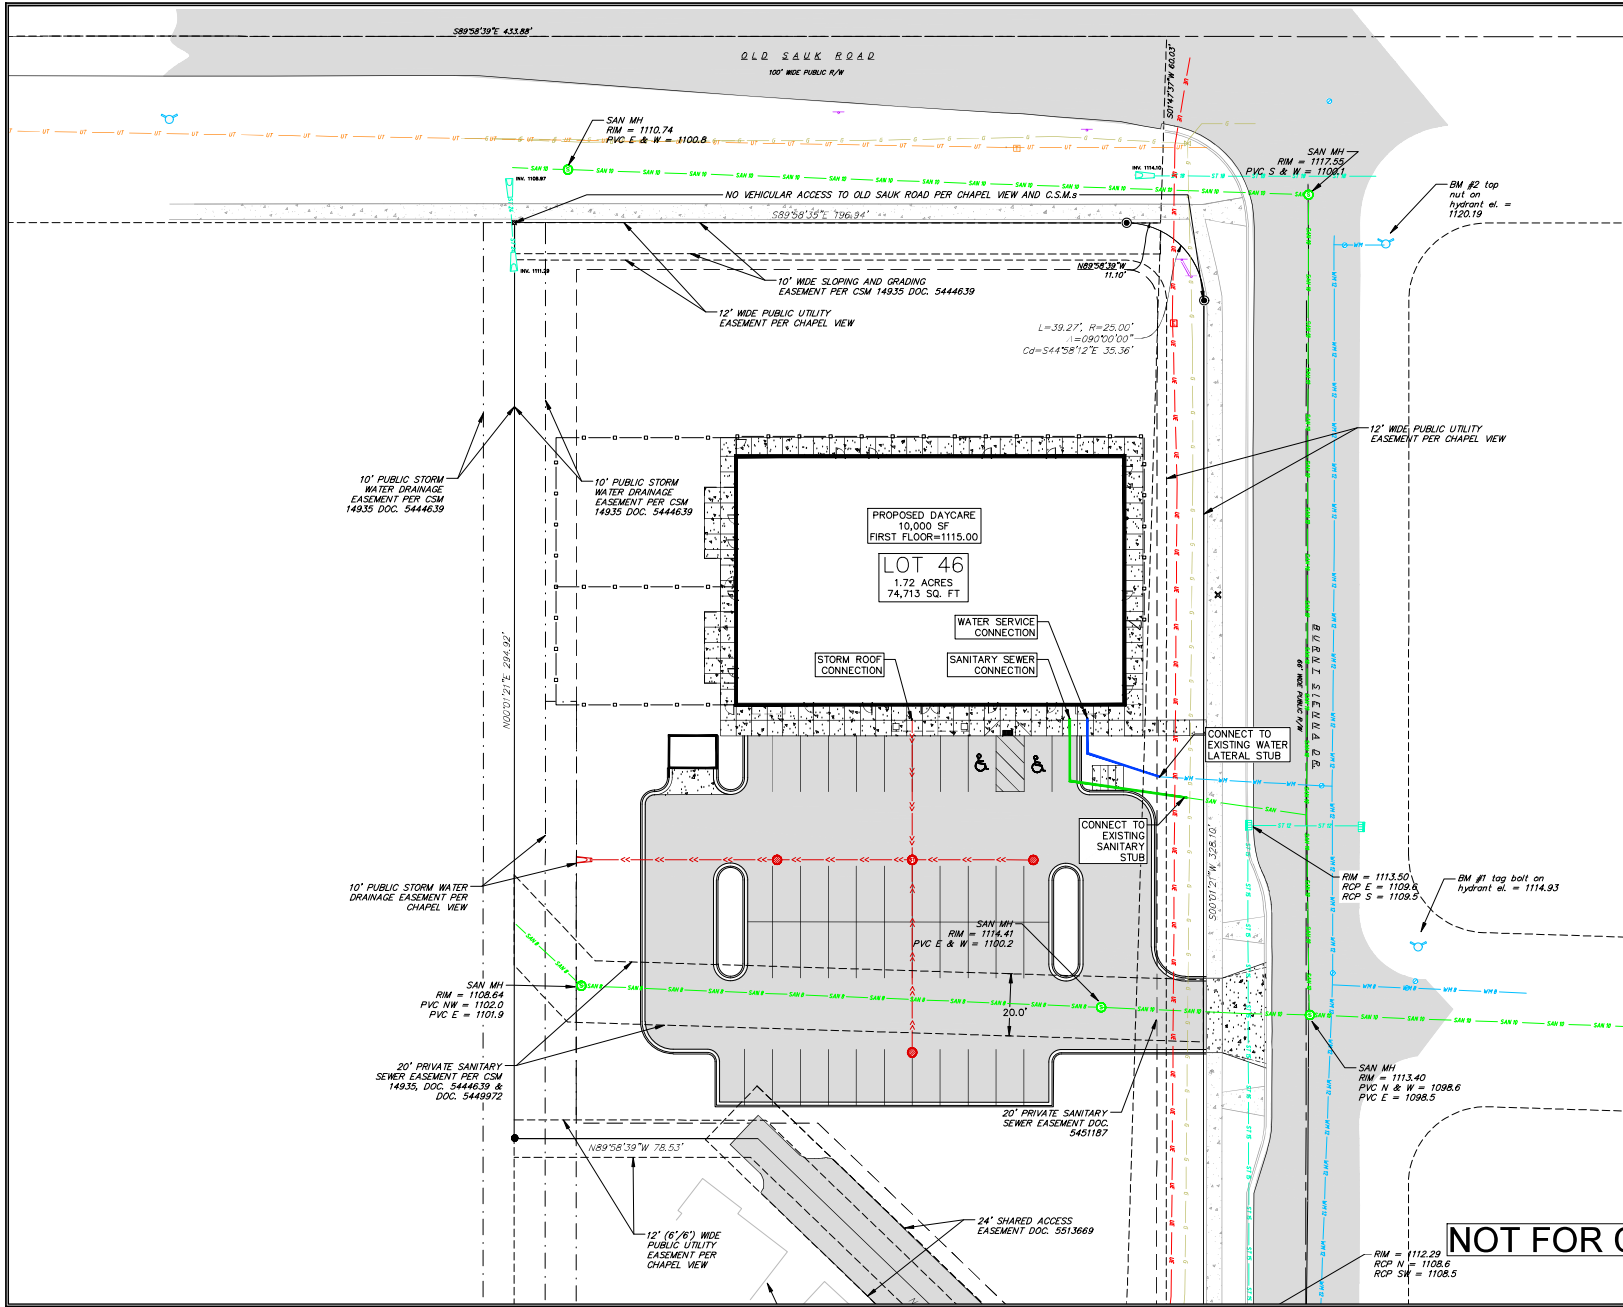 S89°58'39"E 433.88'
OLD SAUK ROAD
100' WIDE PUBLIC R/W
S01°47'37"W 60.03'
SAN MH
RIM = 1110.74
PVC E & W = 1100.8
SAN MH
RIM = 1117.55
PVC S & W = 1100.1
INV. 1108.97
INV. 1114.10
NO VEHICULAR ACCESS TO OLD SAUK ROAD PER CHAPEL VIEW AND C.S.M.s
S89°58'35"E 196.94'
BM #2 top
nut on
hydrant el. =
1120.19
INV. 1111.29
N89°58'39"W
11.10'
10' WIDE SLOPING AND GRADING
EASEMENT PER CSM 14935 DOC. 5444639
12' WIDE PUBLIC UTILITY
EASEMENT PER CHAPEL VIEW
L=39.27', R=25.00'
Δ=090°00'00"
Cd=S44°58'12"E 35.36'
12' WIDE PUBLIC UTILITY
EASEMENT PER CHAPEL VIEW
10' PUBLIC STORM
WATER DRAINAGE
EASEMENT PER CSM
14935 DOC. 5444639
10' PUBLIC STORM
WATER DRAINAGE
EASEMENT PER CSM
14935 DOC. 5444639
PROPOSED DAYCARE
10,000 SF
FIRST FLOOR=1115.00
LOT 46
1.72 ACRES
74,713 SQ. FT
WATER SERVICE
CONNECTION
STORM ROOF
CONNECTION
SANITARY SEWER
CONNECTION
N00°01'21"E 294.92'
BURNT SIENNA DR
66' WIDE PUBLIC R/W
CONNECT TO
EXISTING WATER
LATERAL STUB
CONNECT TO
EXISTING
SANITARY
STUB
S00°01'21"W 328.10'
RIM = 1113.50
RCP E = 1109.6
RCP S = 1109.5
BM #1 tag bolt on
hydrant el. = 1114.93
10' PUBLIC STORM WATER
DRAINAGE EASEMENT PER
CHAPEL VIEW
SAN MH
RIM = 1114.41
PVC E & W = 1100.2
SAN MH
RIM = 1108.64
PVC NW = 1102.0
PVC E = 1101.9
20.0'
20' PRIVATE SANITARY
SEWER EASEMENT PER CSM
14935, DOC. 5444639 &
DOC. 5449972
SAN MH
RIM = 1113.40
PVC N & W = 1098.6
PVC E = 1098.5
20' PRIVATE SANITARY
SEWER EASEMENT DOC.
5451187
N89°58'39"W 78.53'
12' (6'/6') WIDE
PUBLIC UTILITY
EASEMENT PER
CHAPEL VIEW
24' SHARED ACCESS
EASEMENT DOC. 5513669
NOT FOR
RIM = 1112.29
RCP N = 1108.6
RCP SW = 1108.5